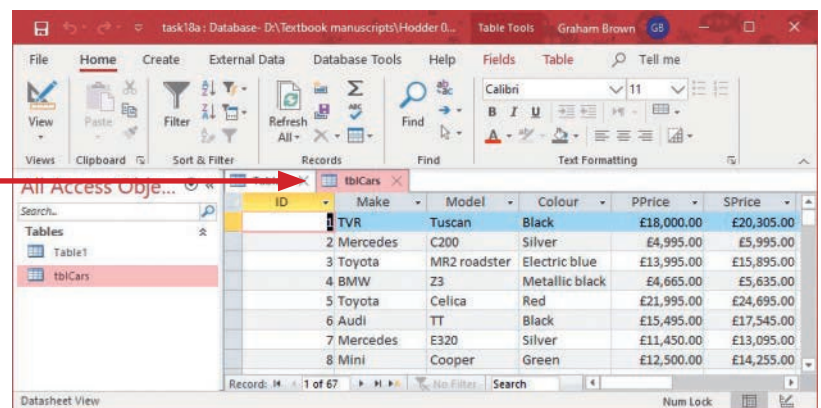 task18a : Database- D:\Textbook manuscripts\Hodder 0... Table Tools Graham Brown GB
File Home Create External Data Database Tools Help Fields Table Tell me
Calibri 11
View Paste Filter Refresh All Find
B I U
A
Views Clipboard Sort & Filter Records Find Text Formatting
All Access Obje... tblCars
ID Make Model Colour PPrice SPrice
Search...
Tables
Table1
tblCars
1 TVR Tuscan Black £18,000.00 £20,305.00
2 Mercedes C200 Silver £4,995.00 £5,995.00
3 Toyota MR2 roadster Electric blue £13,995.00 £15,895.00
4 BMW Z3 Metallic black £4,665.00 £5,635.00
5 Toyota Celica Red £21,995.00 £24,695.00
6 Audi TT Black £15,495.00 £17,545.00
7 Mercedes E320 Silver £11,450.00 £13,095.00
8 Mini Cooper Green £12,500.00 £14,255.00
Record: 1 of 67 No Filter Search
Datasheet View Num Lock